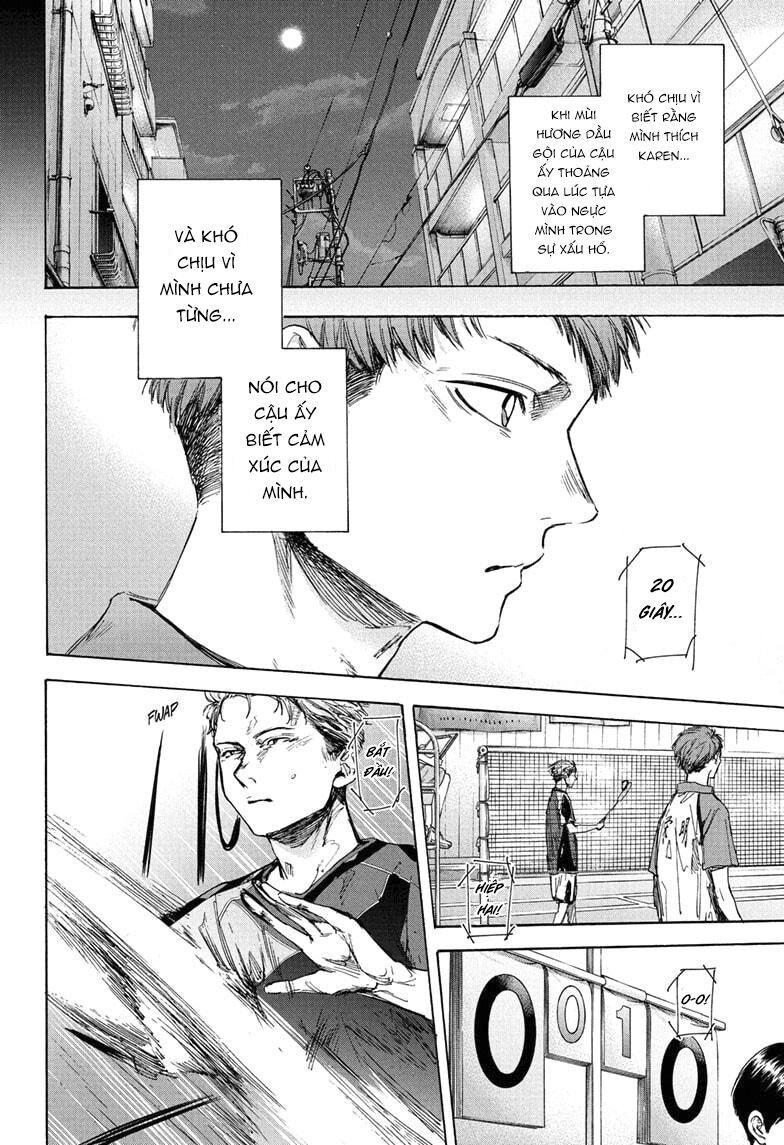 KHÓ CHỊU VÌ
BIẾT RẰNG
MÌNH THÍCH
KAREN...
KHI MÙI
HƯƠNG DẦU
GỘI CỦA CẬU
ẤY THOÁNG
QUA LÚC TỰA
VÀO NGỰC
MÌNH TRONG
SỰ XẤU HỔ.
VÀ KHÓ
CHỊU VÌ
MÌNH CHƯA
TỪNG...
NÓI CHO
CẬU ẤY
BIẾT CẢM
XÚC CỦA
MÌNH.
20
GIÂY...
HIỆP
HAI!
0-0!
0
0
1
0
BẮT
ĐẦU!
FWAP